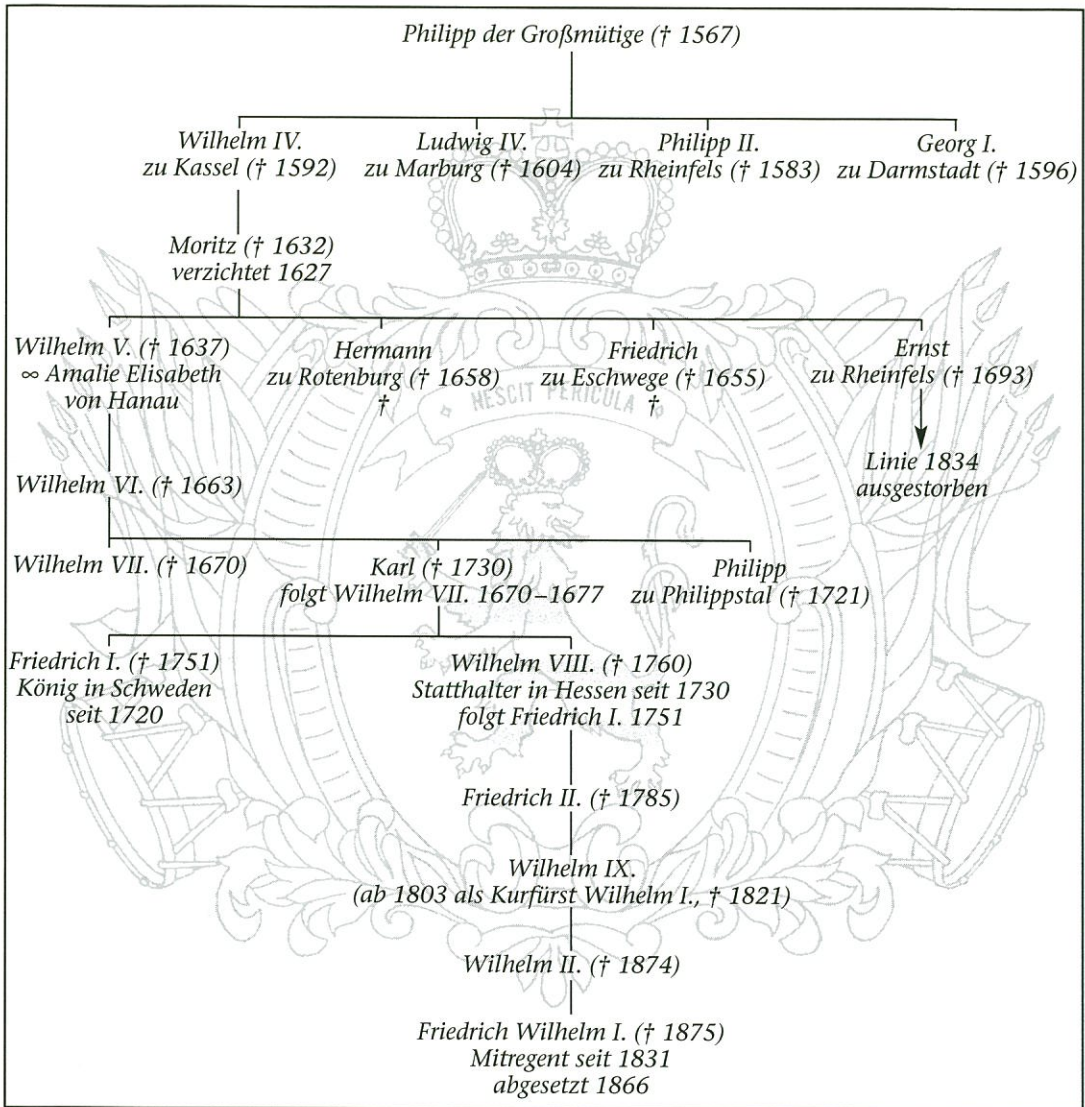 Philipp der Großmütige († 1567)
Wilhelm IV.
zu Kassel († 1592)
Ludwig IV.
zu Marburg († 1604)
Philipp II.
zu Rheinfels († 1583)
Georg I.
zu Darmstadt († 1596)
Moritz († 1632)
verzichtet 1627
Wilhelm V. († 1637)
∞ Amalie Elisabeth
von Hanau
Hermann
zu Rotenburg († 1658)
†
Friedrich
zu Eschwege († 1655)
†
Ernst
zu Rheinfels († 1693)
NESCIT PERICULA
Linie 1834
ausgestorben
Wilhelm VI. († 1663)
Wilhelm VII. († 1670)
Karl († 1730)
folgt Wilhelm VII. 1670–1677
Philipp
zu Philippstal († 1721)
Friedrich I. († 1751)
König in Schweden
seit 1720
Wilhelm VIII. († 1760)
Statthalter in Hessen seit 1730
folgt Friedrich I. 1751
Friedrich II. († 1785)
Wilhelm IX.
(ab 1803 als Kurfürst Wilhelm I., † 1821)
Wilhelm II. († 1874)
Friedrich Wilhelm I. († 1875)
Mitregent seit 1831
abgesetzt 1866